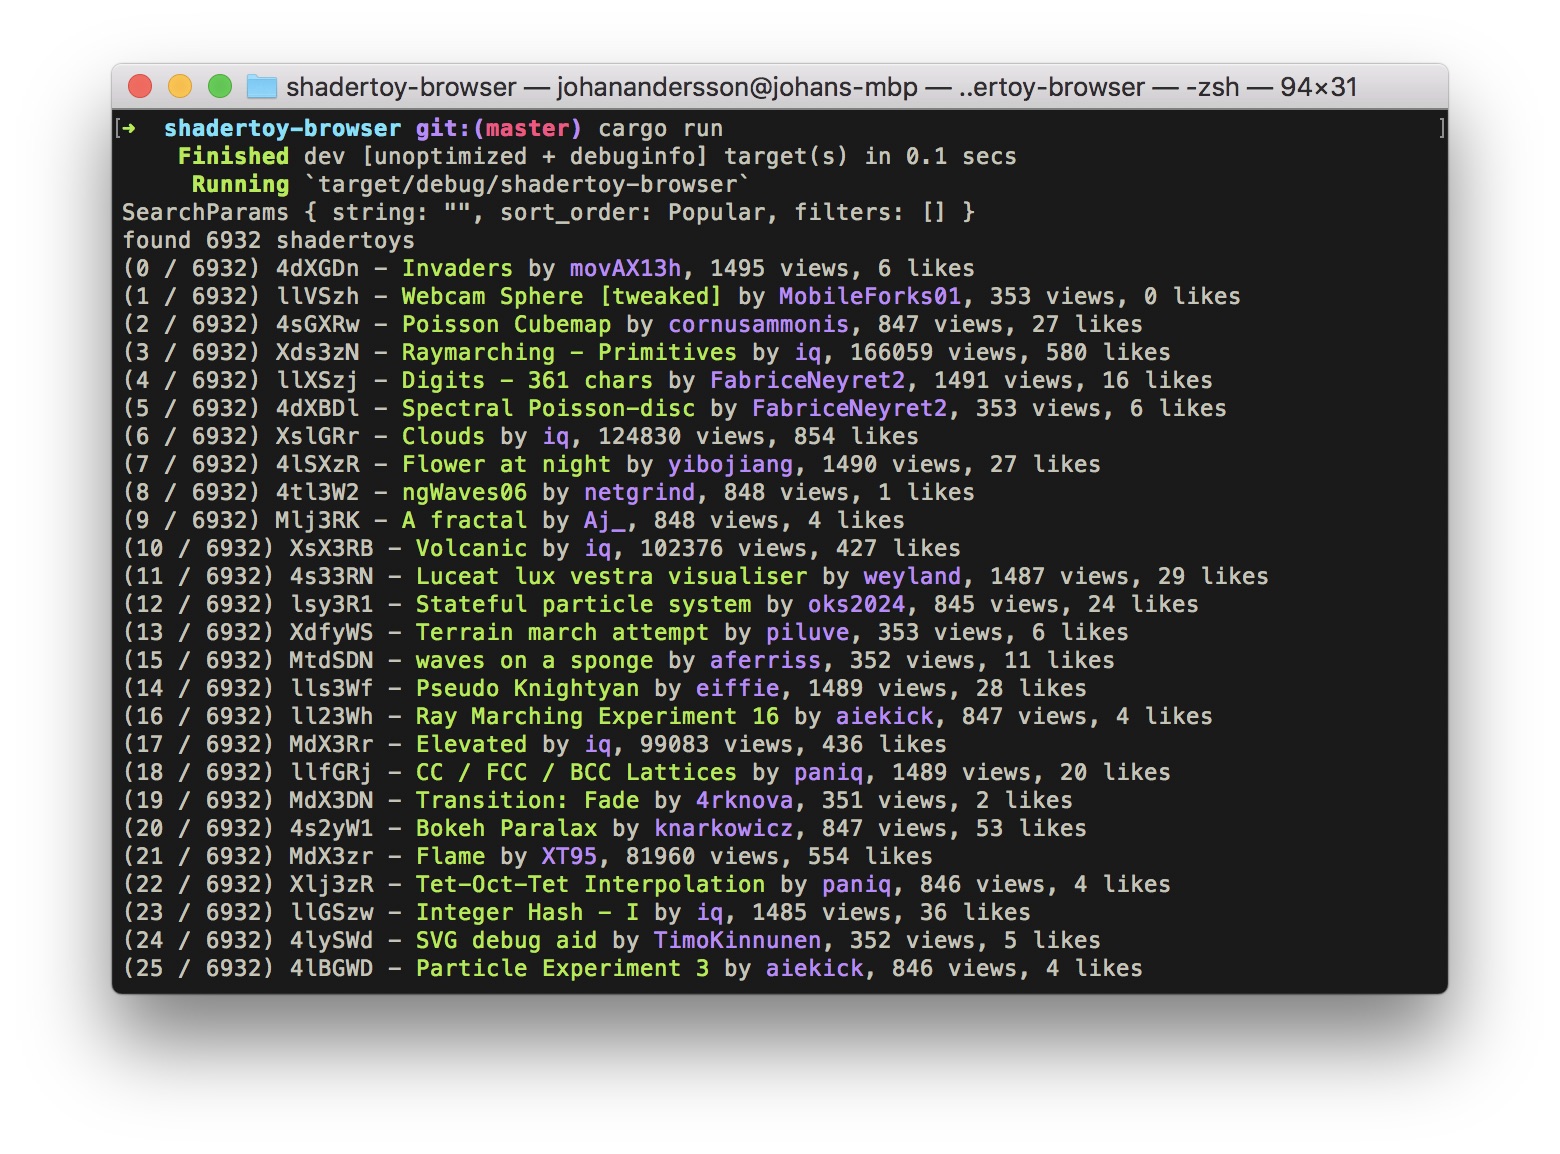 shadertoy-browser — johanandersson@johans-mbp — ..ertoy-browser — -zsh — 94×31
[➜  shadertoy-browser git:(master) cargo run ]
    Finished dev [unoptimized + debuginfo] target(s) in 0.1 secs
     Running `target/debug/shadertoy-browser`
SearchParams { string: "", sort_order: Popular, filters: [] }
found 6932 shadertoys
(0 / 6932) 4dXGDn - Invaders by movAX13h, 1495 views, 6 likes
(1 / 6932) llVSzh - Webcam Sphere [tweaked] by MobileForks01, 353 views, 0 likes
(2 / 6932) 4sGXRw - Poisson Cubemap by cornusammonis, 847 views, 27 likes
(3 / 6932) Xds3zN - Raymarching - Primitives by iq, 166059 views, 580 likes
(4 / 6932) llXSzj - Digits - 361 chars by FabriceNeyret2, 1491 views, 16 likes
(5 / 6932) 4dXBDl - Spectral Poisson-disc by FabriceNeyret2, 353 views, 6 likes
(6 / 6932) XslGRr - Clouds by iq, 124830 views, 854 likes
(7 / 6932) 4lSXzR - Flower at night by yibojiang, 1490 views, 27 likes
(8 / 6932) 4tl3W2 - ngWaves06 by netgrind, 848 views, 1 likes
(9 / 6932) Mlj3RK - A fractal by Aj_, 848 views, 4 likes
(10 / 6932) XsX3RB - Volcanic by iq, 102376 views, 427 likes
(11 / 6932) 4s33RN - Luceat lux vestra visualiser by weyland, 1487 views, 29 likes
(12 / 6932) lsy3R1 - Stateful particle system by oks2024, 845 views, 24 likes
(13 / 6932) XdfyWS - Terrain march attempt by piluve, 353 views, 6 likes
(15 / 6932) MtdSDN - waves on a sponge by aferriss, 352 views, 11 likes
(14 / 6932) lls3Wf - Pseudo Knightyan by eiffie, 1489 views, 28 likes
(16 / 6932) ll23Wh - Ray Marching Experiment 16 by aiekick, 847 views, 4 likes
(17 / 6932) MdX3Rr - Elevated by iq, 99083 views, 436 likes
(18 / 6932) llfGRj - CC / FCC / BCC Lattices by paniq, 1489 views, 20 likes
(19 / 6932) MdX3DN - Transition: Fade by 4rknova, 351 views, 2 likes
(20 / 6932) 4s2yW1 - Bokeh Paralax by knarkowicz, 847 views, 53 likes
(21 / 6932) MdX3zr - Flame by XT95, 81960 views, 554 likes
(22 / 6932) Xlj3zR - Tet-Oct-Tet Interpolation by paniq, 846 views, 4 likes
(23 / 6932) llGSzw - Integer Hash - I by iq, 1485 views, 36 likes
(24 / 6932) 4lySWd - SVG debug aid by TimoKinnunen, 352 views, 5 likes
(25 / 6932) 4lBGWD - Particle Experiment 3 by aiekick, 846 views, 4 likes